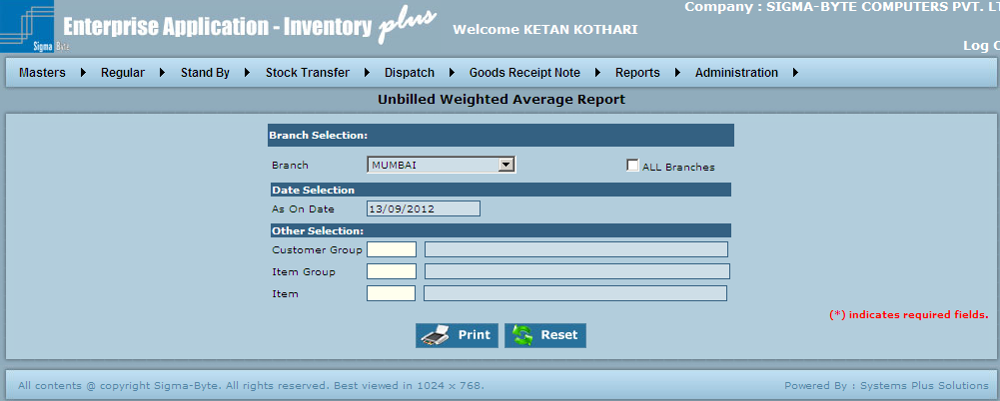 Company : SIGMA-BYTE COMPUTERS PVT.
Enterprise Application - Inventory plus
Welcome KETAN KOTHARI
Sigma Byte
Log
Masters Regular Stand By Stock Transfer Dispatch Goods Receipt Note Reports Administration
Unbilled Weighted Average Report
Branch Selection:
Branch MUMBAI ALL Branches
Date Selection
As On Date 13/09/2012
Other Selection:
Customer Group
Item Group
Item
(*) indicates required fields.
Print Reset
All contents @ copyright Sigma-Byte. All rights reserved. Best viewed in 1024 x 768.
Powered By : Systems Plus Solutions